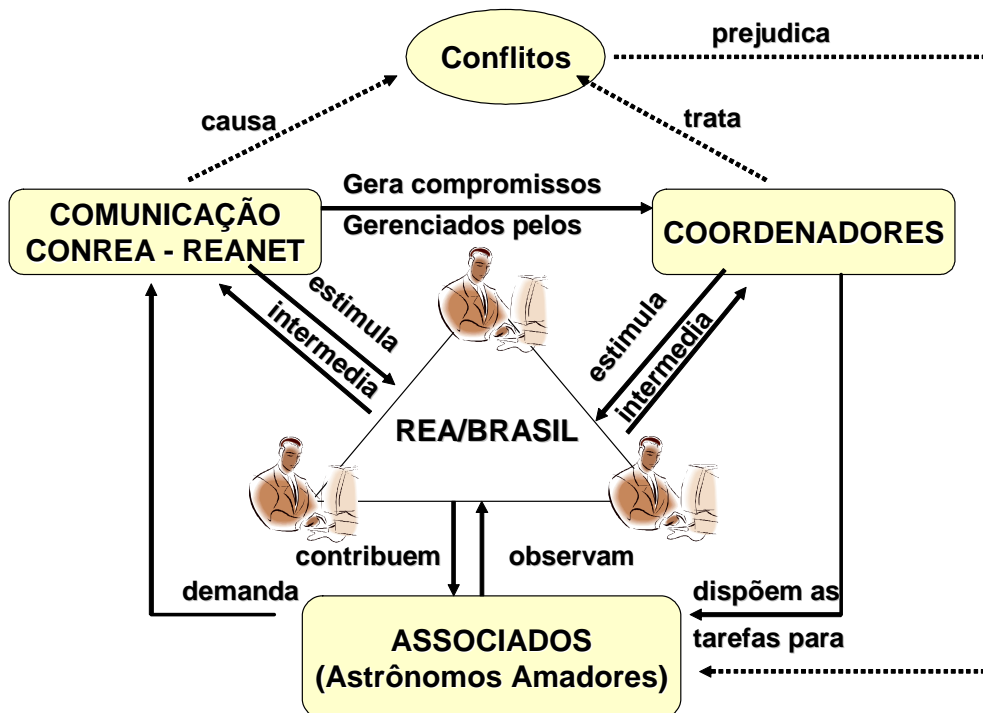 prejudica
Conflitos
causa
trata
Gera compromissos
Gerenciados pelos
COMUNICAÇÃO
CONREA - REANET
COORDENADORES
estimula
intermedia
estimula
intermedia
REA/BRASIL
contribuem
observam
demanda
dispõem as
tarefas para
ASSOCIADOS
(Astrônomos Amadores)